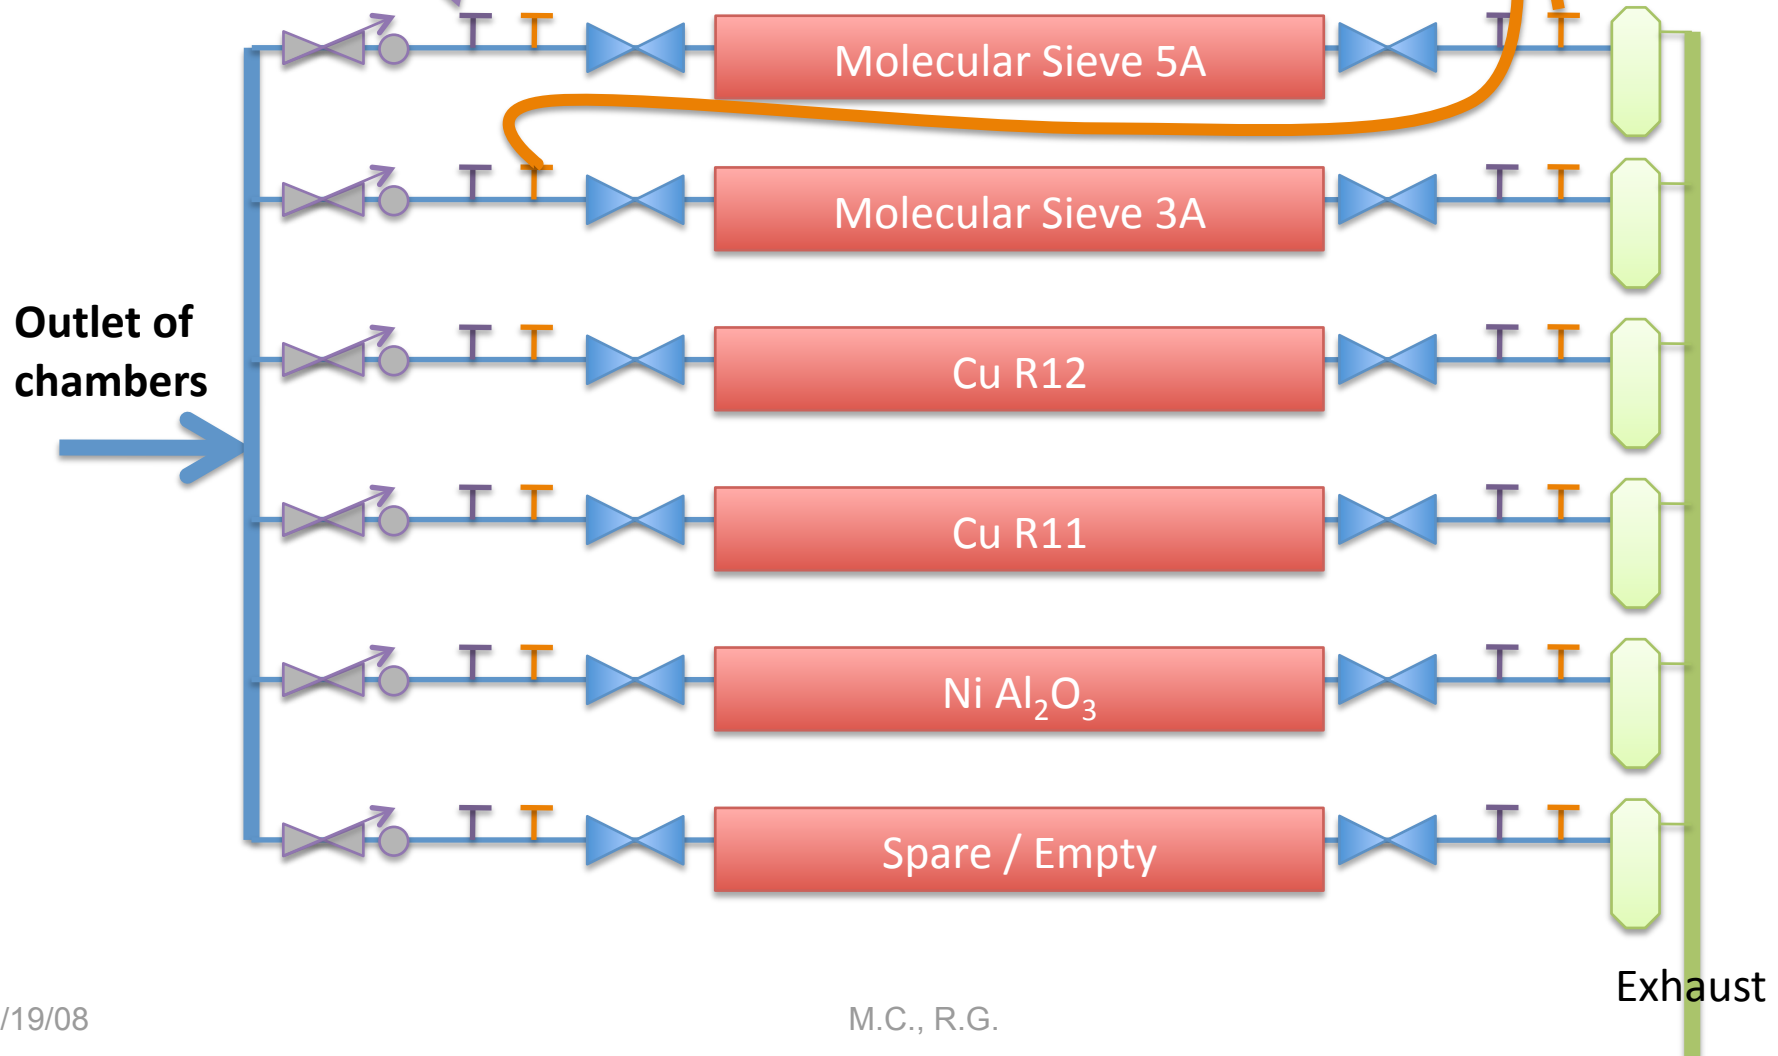 Molecular Sieve 5A
Molecular Sieve 3A
Outlet of
chambers
Cu R12
Cu R11
Ni Al₂O₃
Spare / Empty
Exhaust
/19/08
M.C., R.G.